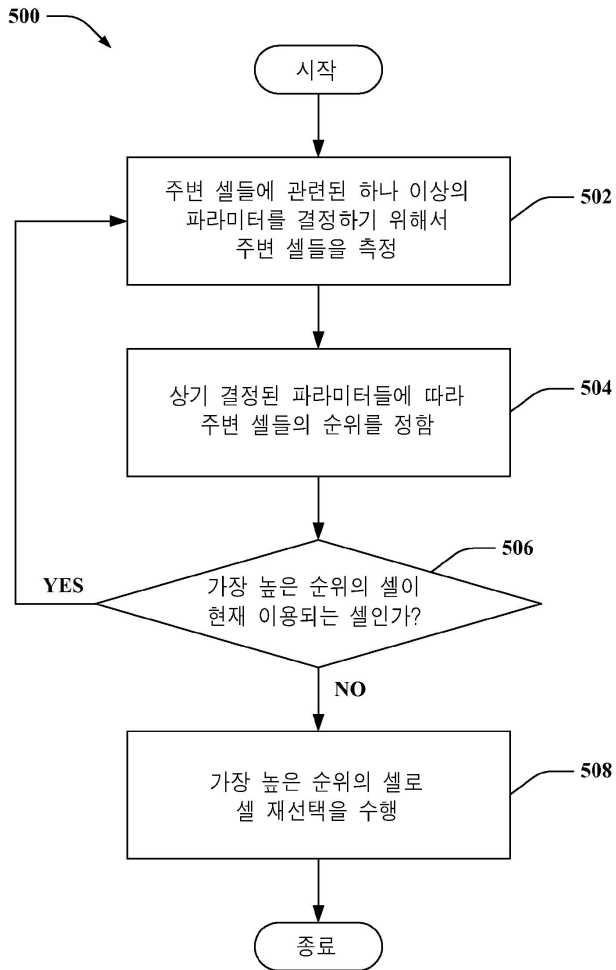 500
시작
주변 셀들에 관련된 하나 이상의
파라미터를 결정하기 위해서
주변 셀들을 측정
502
상기 결정된 파라미터들에 따라
주변 셀들의 순위를 정함
504
506
가장 높은 순위의 셀이
현재 이용되는 셀인가?
YES
NO
가장 높은 순위의 셀로
셀 재선택을 수행
508
종료